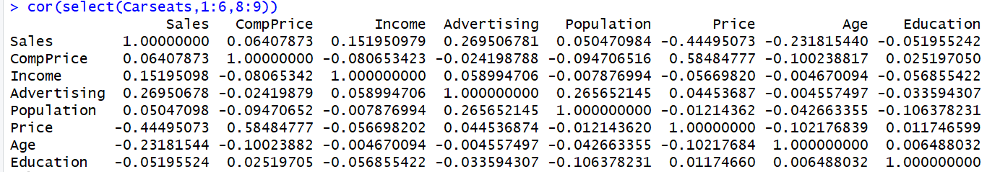 > cor(select(Carseats,1:6,8:9))
Sales CompPrice Income Advertising Population Price Age Education
Sales 1.00000000 0.06407873 0.151950979 0.269506781 0.050470984 -0.44495073 -0.231815440 -0.051955242
CompPrice 0.06407873 1.00000000 -0.080653423 -0.024198788 -0.094706516 0.58484777 -0.100238817 0.025197050
Income 0.15195098 -0.08065342 1.000000000 0.058994706 -0.007876994 -0.05669820 -0.004670094 -0.056855422
Advertising 0.26950678 -0.02419879 0.058994706 1.000000000 0.265652145 0.04453687 -0.004557497 -0.033594307
Population 0.05047098 -0.09470652 -0.007876994 0.265652145 1.000000000 -0.01214362 -0.042663355 -0.106378231
Price -0.44495073 0.58484777 -0.056698202 0.044536874 -0.012143620 1.00000000 -0.102176839 0.011746599
Age -0.23181544 -0.10023882 -0.004670094 -0.004557497 -0.042663355 -0.10217684 1.000000000 0.006488032
Education -0.05195524 0.02519705 -0.056855422 -0.033594307 -0.106378231 0.01174660 0.006488032 1.000000000